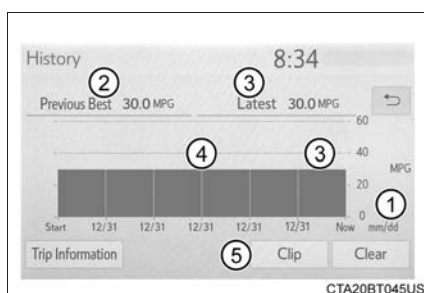 History 8:34
② ③
Previous Best 30.0 MPG Latest 30.0 MPG
60
④ ③ 40
MPG
20
①
0
Start 12/31 12/31 12/31 12/31 12/31 Now mm/dd
Trip Information ⑤ Clip Clear
CTA20BT045US